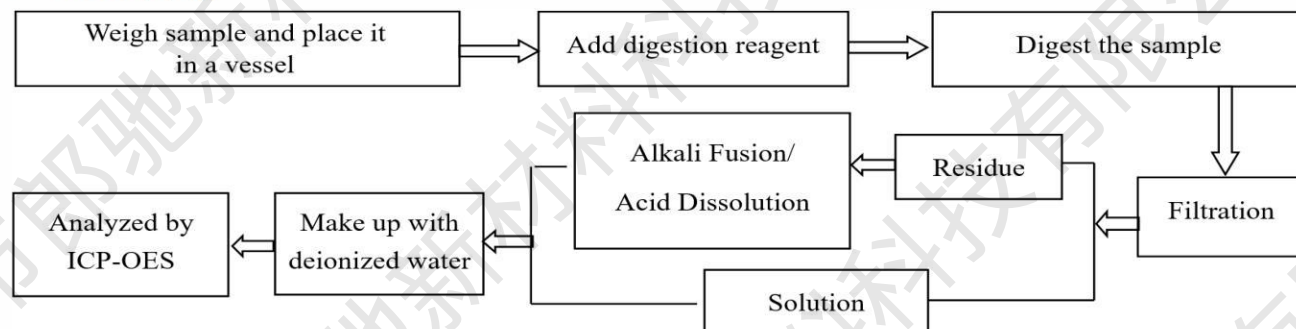 Weigh sample and place it
in a vessel
Add digestion reagent
Digest the sample
Filtration
Residue
Alkali Fusion/
Acid Dissolution
Solution
Make up with
deionized water
Analyzed by
ICP-OES